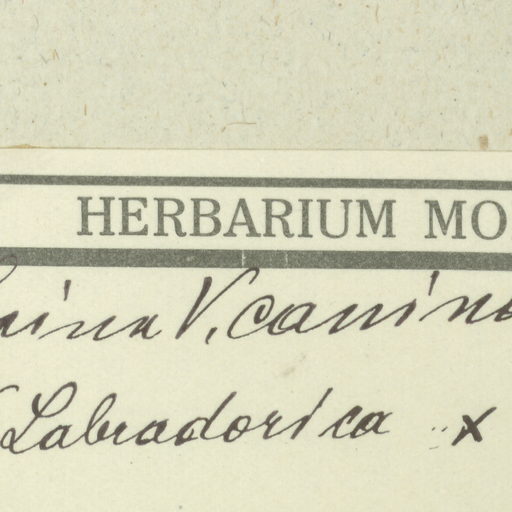 HERBARIUM MO
V. canina
Labradorica x